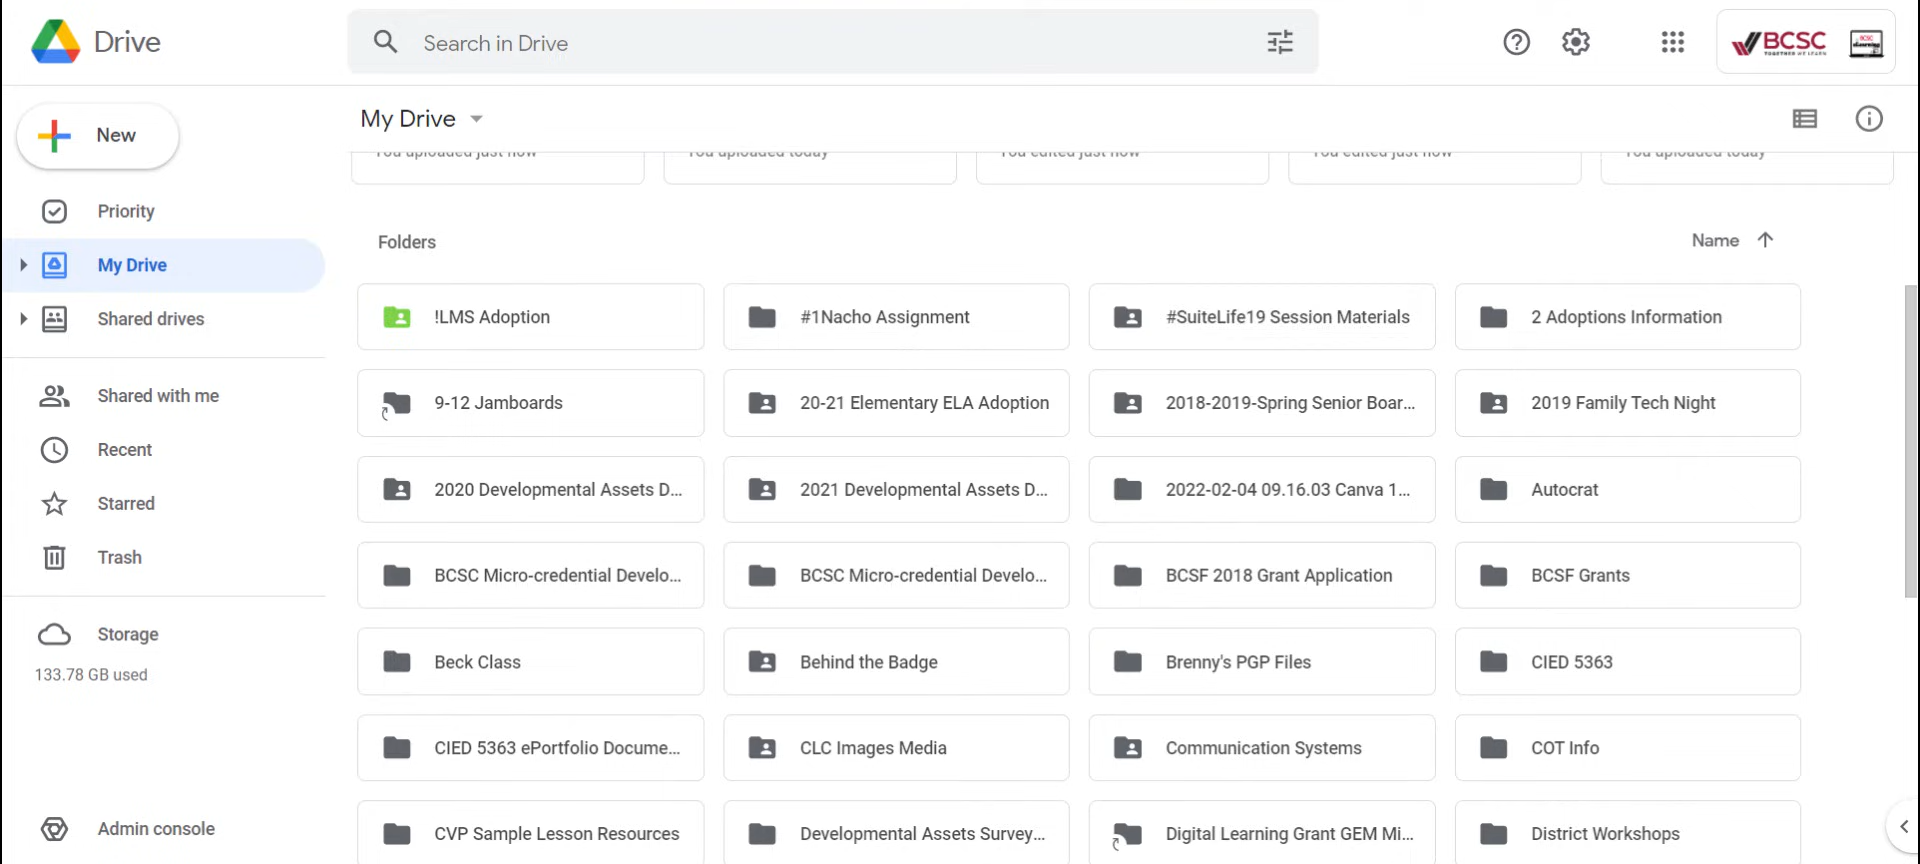 Drive
Search in Drive
BCSC
TOGETHER WE LEARN
New
My Drive
You uploaded just now
You uploaded today
You edited just now
You edited just now
You uploaded today
Priority
My Drive
Shared drives
Shared with me
Recent
Starred
Trash
Storage
133.78 GB used
Admin console
Folders
Name
!LMS Adoption
#1Nacho Assignment
#SuiteLife19 Session Materials
2 Adoptions Information
9-12 Jamboards
20-21 Elementary ELA Adoption
2018-2019-Spring Senior Boar...
2019 Family Tech Night
2020 Developmental Assets D...
2021 Developmental Assets D...
2022-02-04 09.16.03 Canva 1...
Autocrat
BCSC Micro-credential Develo...
BCSC Micro-credential Develo...
BCSF 2018 Grant Application
BCSF Grants
Beck Class
Behind the Badge
Brenny's PGP Files
CIED 5363
CIED 5363 ePortfolio Docume...
CLC Images Media
Communication Systems
COT Info
CVP Sample Lesson Resources
Developmental Assets Survey...
Digital Learning Grant GEM Mi...
District Workshops